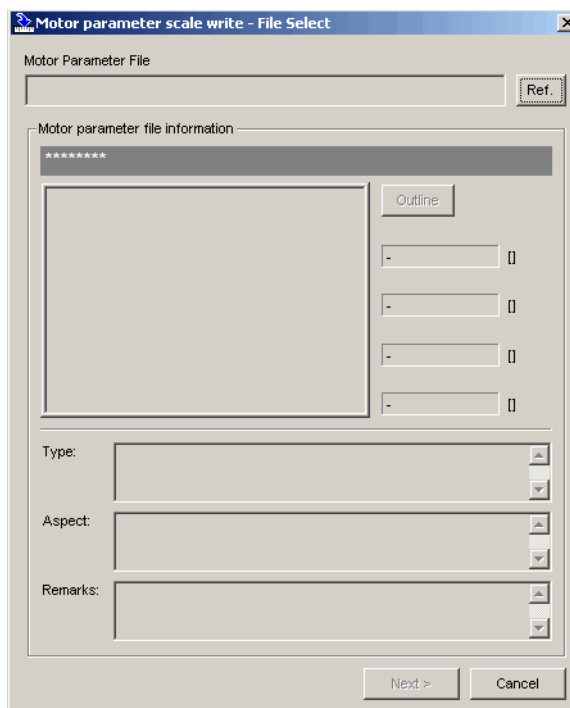 Motor parameter scale write - File Select
Motor Parameter File
Ref.
Motor parameter file information
********
Outline
- []
- []
- []
- []
Type:
Aspect:
Remarks:
Next > Cancel